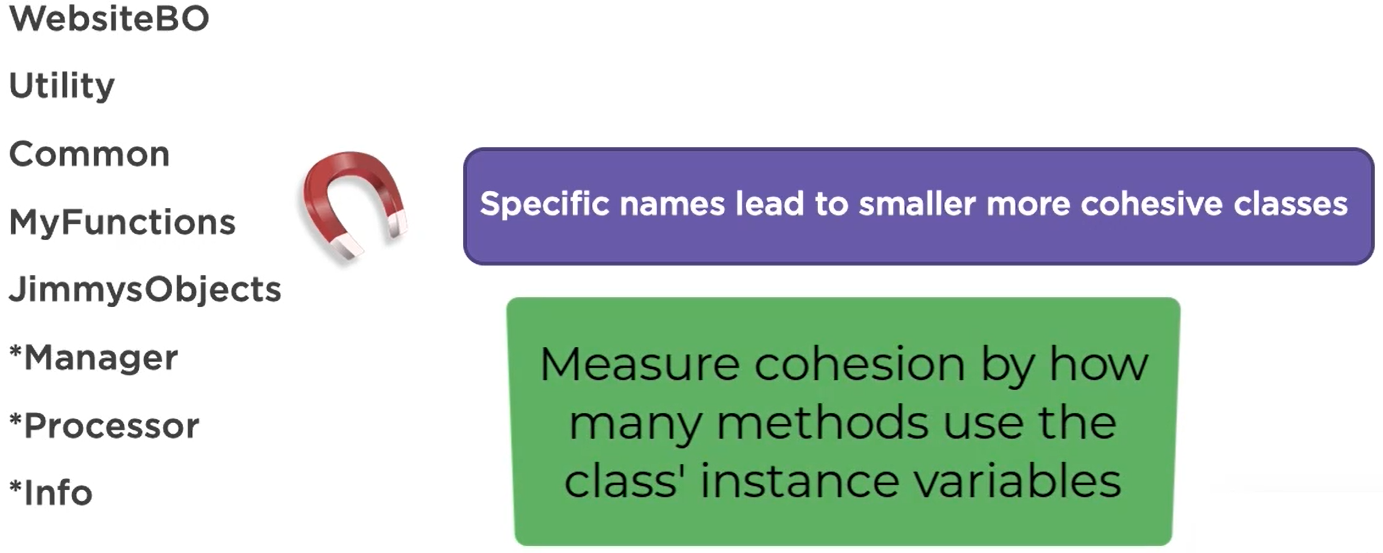 WebsiteBO
Utility
Common
MyFunctions
JimmysObjects
*Manager
*Processor
*Info
Specific names lead to smaller more cohesive classes
Measure cohesion by how
many methods use the
class' instance variables